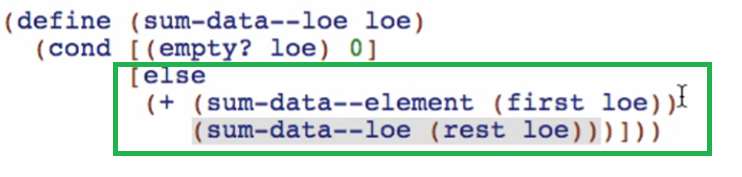 (define (sum-data--loe loe)
(cond [(empty? loe) 0]
[else
(+ (sum-data--element (first loe))
(sum-data--loe (rest loe)))]))